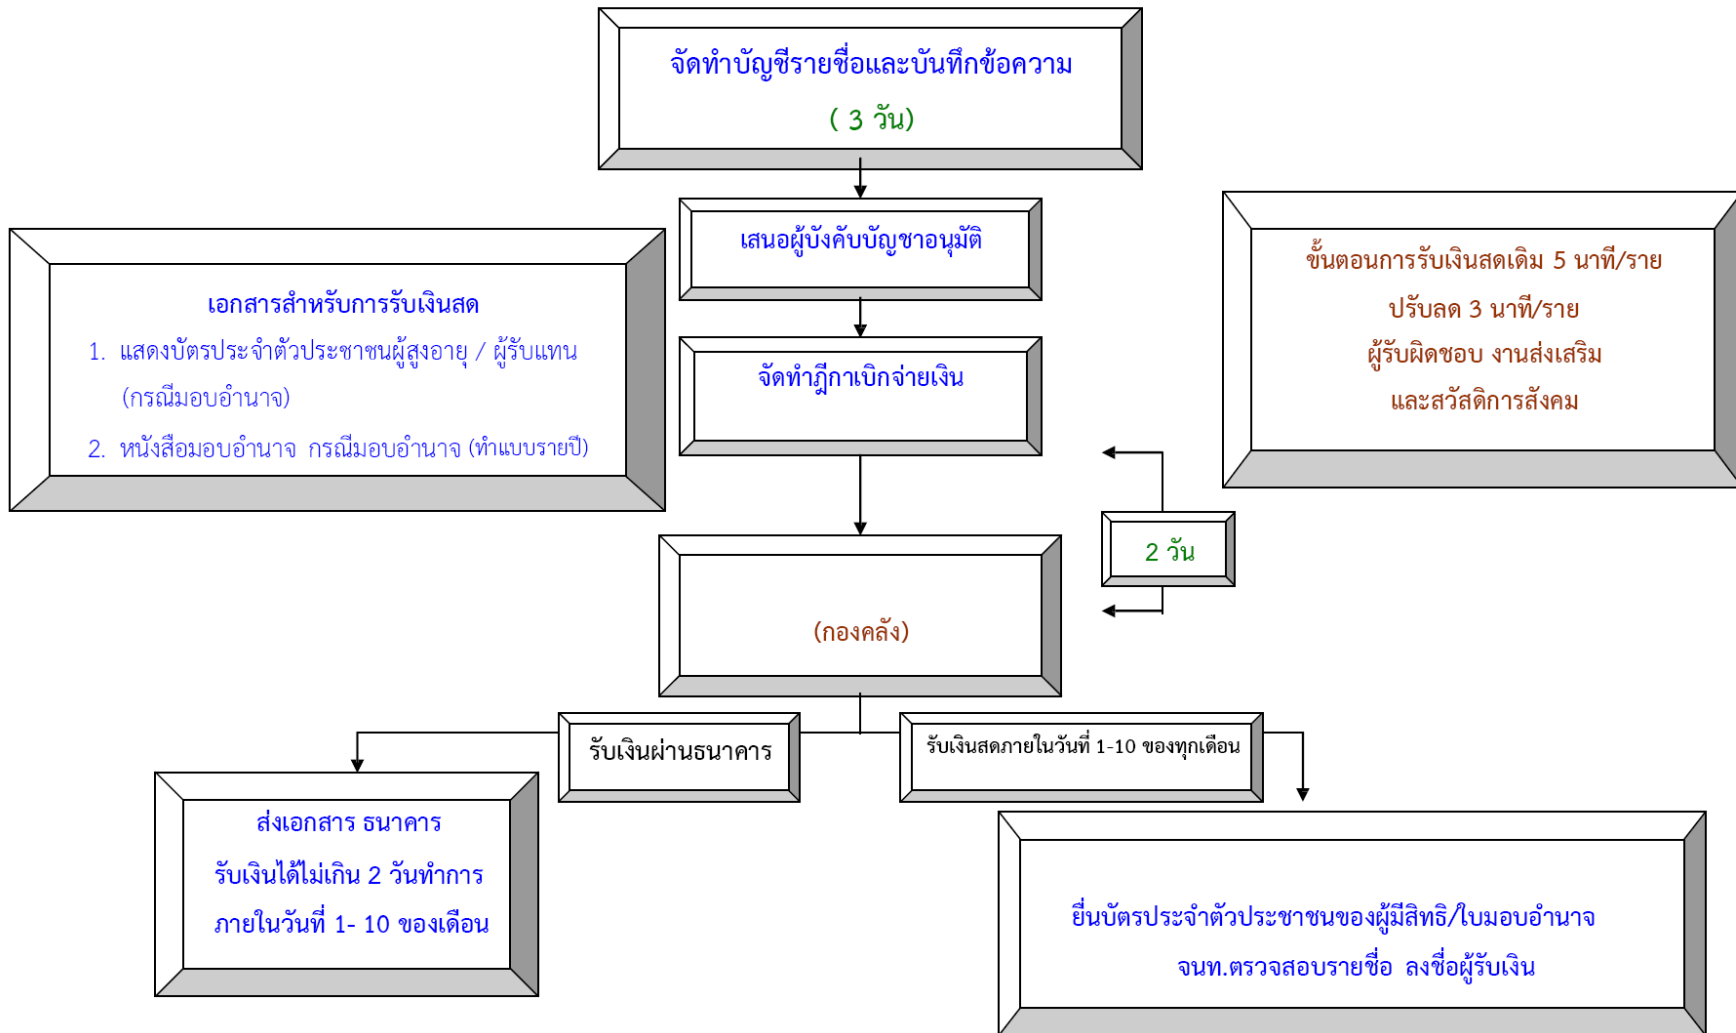 จัดทำบัญชีรายชื่อและบันทึกข้อความ
( 3 วัน)
เสนอผู้บังคับบัญชาอนุมัติ
เอกสารสำหรับการรับเงินสด
1. แสดงบัตรประจำตัวประชาชนผู้สูงอายุ / ผู้รับแทน
(กรณีมอบอำนาจ)
2. หนังสือมอบอำนาจ กรณีมอบอำนาจ (ทำแบบรายปี)
ขั้นตอนการรับเงินสดเดิม 5 นาที/ราย
ปรับลด 3 นาที/ราย
ผู้รับผิดชอบ งานส่งเสริม
และสวัสดิการสังคม
จัดทำฎีกาเบิกจ่ายเงิน
2 วัน
(กองคลัง)
รับเงินผ่านธนาคาร
รับเงินสดภายในวันที่ 1-10 ของทุกเดือน
ส่งเอกสาร ธนาคาร
รับเงินได้ไม่เกิน 2 วันทำการ
ภายในวันที่ 1- 10 ของเดือน
ยื่นบัตรประจำตัวประชาชนของผู้มีสิทธิ/ใบมอบอำนาจ
จนท.ตรวจสอบรายชื่อ ลงชื่อผู้รับเงิน